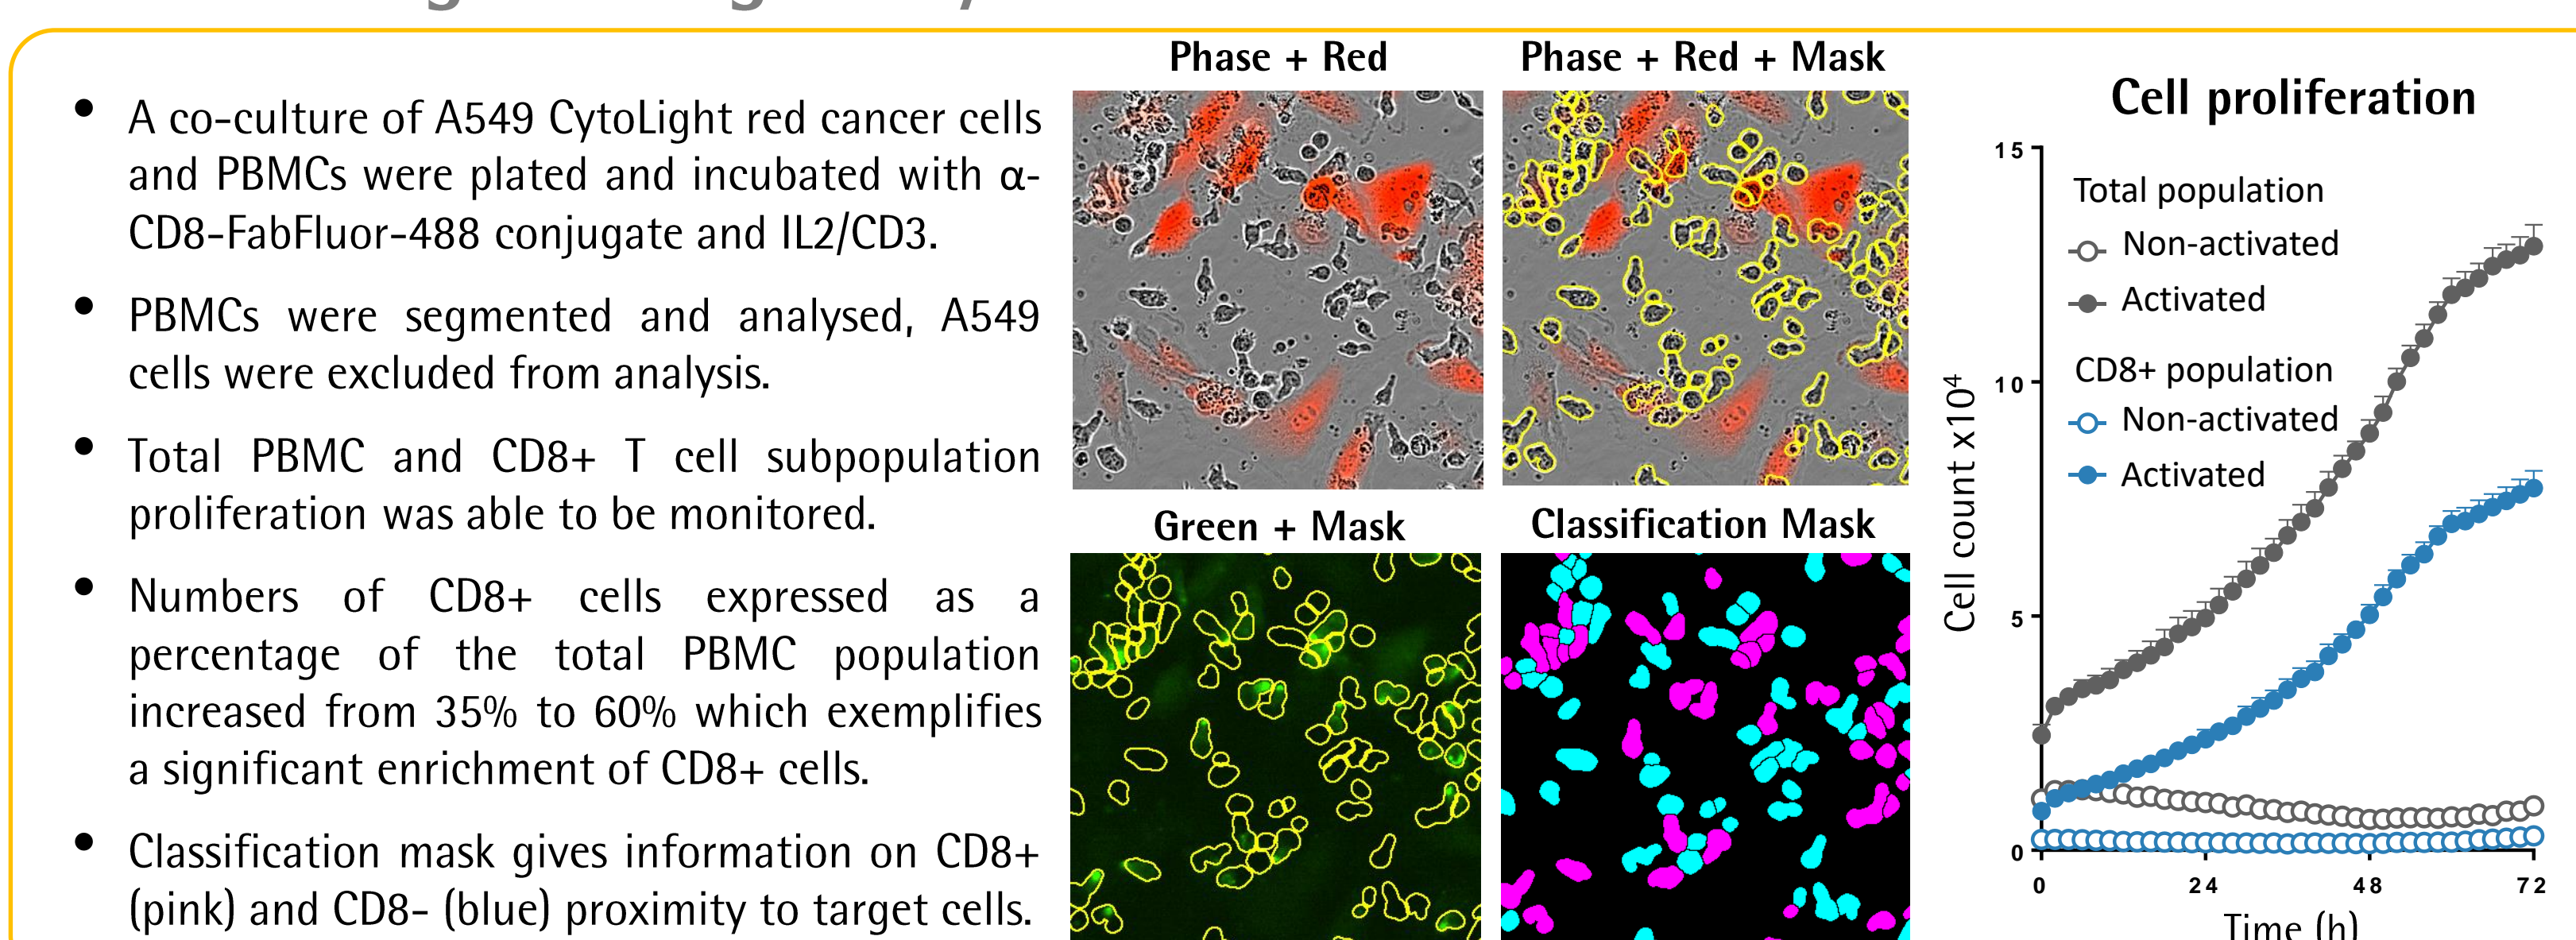 • A co-culture of A549 CytoLight red cancer cells
and PBMCs were plated and incubated with α-
CD8-FabFluor-488 conjugate and IL2/CD3.
• PBMCs were segmented and analysed, A549
cells were excluded from analysis.
• Total PBMC and CD8+ T cell subpopulation
proliferation was able to be monitored.
• Numbers of CD8+ cells expressed as a
percentage of the total PBMC population
increased from 35% to 60% which exemplifies
a significant enrichment of CD8+ cells.
• Classification mask gives information on CD8+
(pink) and CD8- (blue) proximity to target cells.
Phase + Red
Phase + Red + Mask
Green + Mask
Classification Mask
Cell proliferation
Cell count x10⁴
15
10
5
0
Total population
Non-activated
Activated
CD8+ population
Non-activated
Activated
0 24 48 72
Time (h)